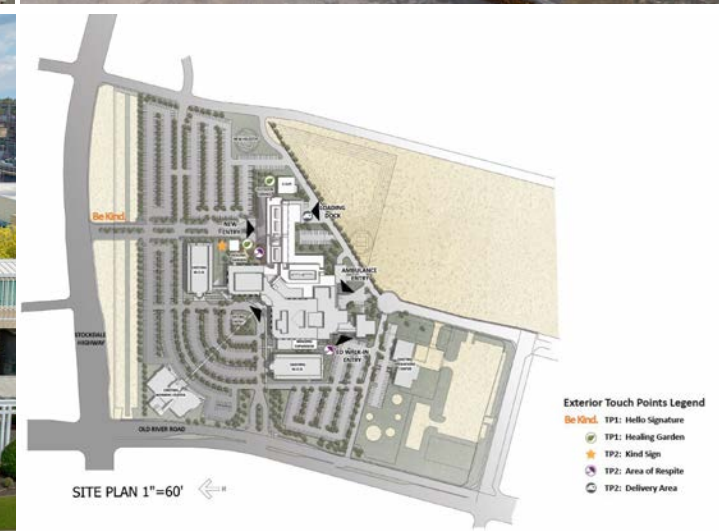 Be Kind.
NEW
ENTRY
LOADING
DOCK
AMBULANCE
ENTRY
ED WALK-IN
ENTRY
STOCKDALE
HIGHWAY
OLD RIVER ROAD
SITE PLAN 1"=60'
Exterior Touch Points Legend
Be Kind. TP1: Hello Signature
TP1: Healing Garden
TP2: Kind Sign
TP2: Area of Respite
TP2: Delivery Area